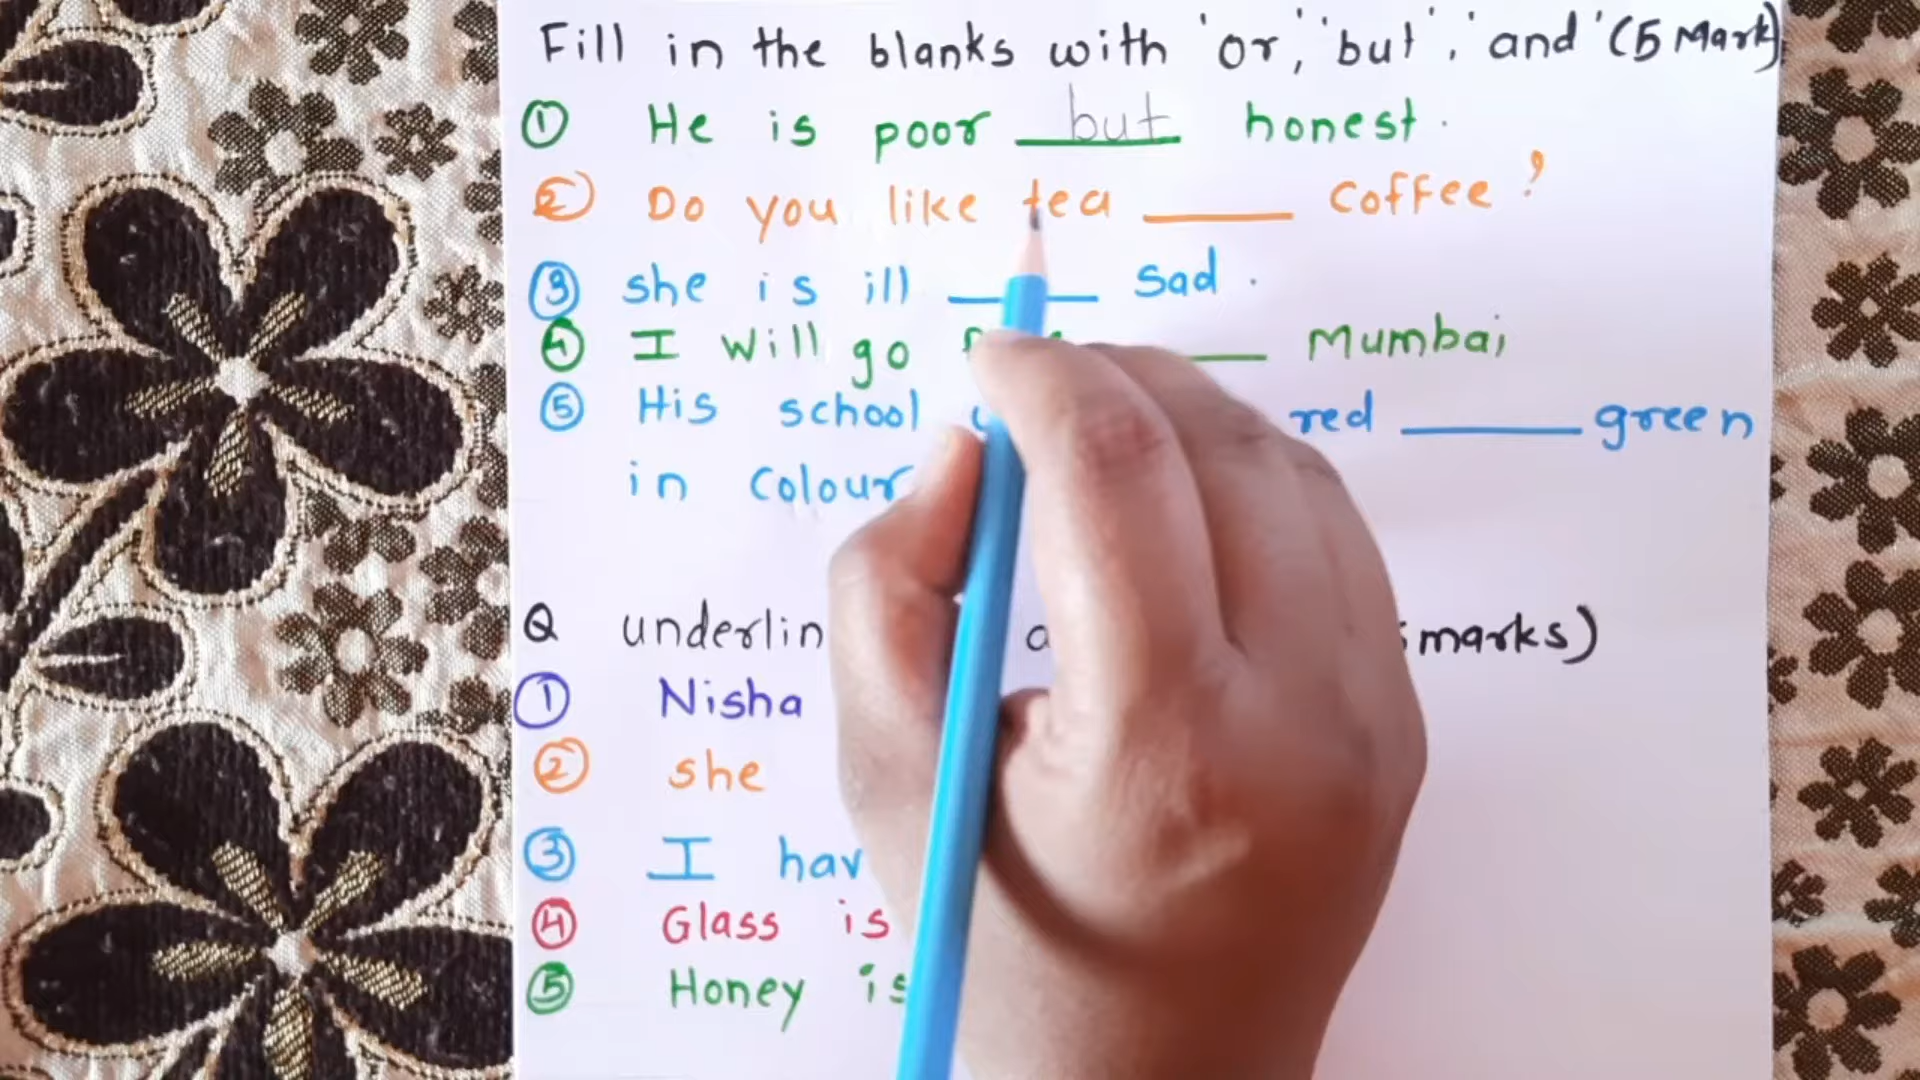 Fill in the blanks with 'or', 'but', 'and' (5 Mark)
① He is poor but honest.
② Do you like tea ____ coffee?
③ she is ill ____ sad.
④ I will go ____ Mumbai
⑤ His school red ____ green
in colour
Q underlin marks)
① Nisha
② she
③ I hav
④ Glass is
⑤ Honey is